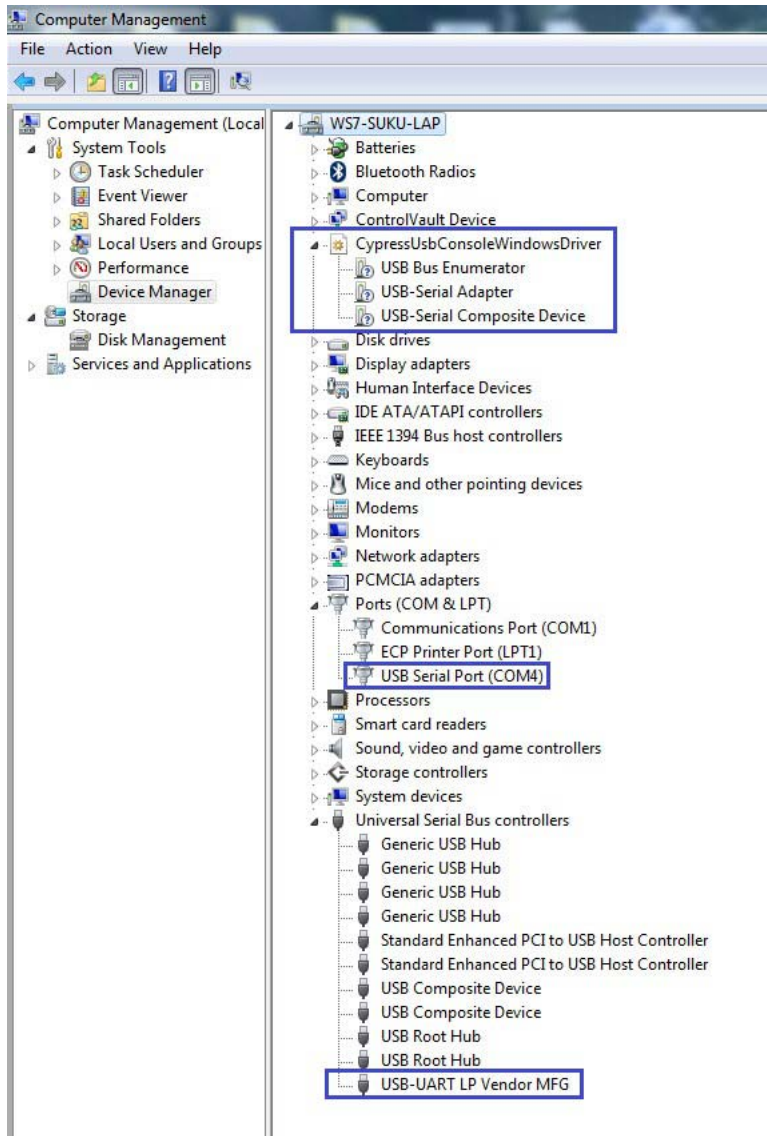 Computer Management
File Action View Help
Computer Management (Local
System Tools
Task Scheduler
Event Viewer
Shared Folders
Local Users and Groups
Performance
Device Manager
Storage
Disk Management
Services and Applications
WS7-SUKU-LAP
Batteries
Bluetooth Radios
Computer
ControlVault Device
CypressUsbConsoleWindowsDriver
USB Bus Enumerator
USB-Serial Adapter
USB-Serial Composite Device
Disk drives
Display adapters
Human Interface Devices
IDE ATA/ATAPI controllers
IEEE 1394 Bus host controllers
Keyboards
Mice and other pointing devices
Modems
Monitors
Network adapters
PCMCIA adapters
Ports (COM & LPT)
Communications Port (COM1)
ECP Printer Port (LPT1)
USB Serial Port (COM4)
Processors
Smart card readers
Sound, video and game controllers
Storage controllers
System devices
Universal Serial Bus controllers
Generic USB Hub
Generic USB Hub
Generic USB Hub
Generic USB Hub
Standard Enhanced PCI to USB Host Controller
Standard Enhanced PCI to USB Host Controller
USB Composite Device
USB Composite Device
USB Root Hub
USB Root Hub
USB-UART LP Vendor MFG